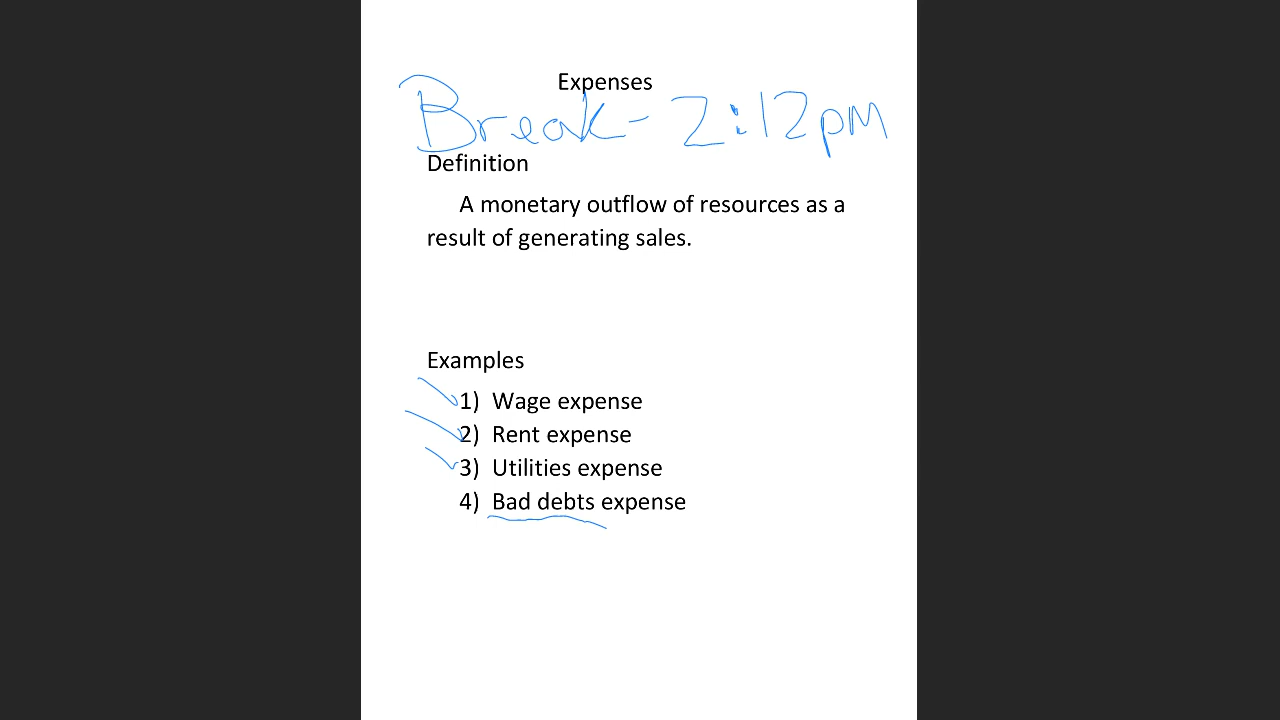 Expenses
Break - 2:12pm
Definition
A monetary outflow of resources as a
result of generating sales.
Examples
1) Wage expense
2) Rent expense
3) Utilities expense
4) Bad debts expense